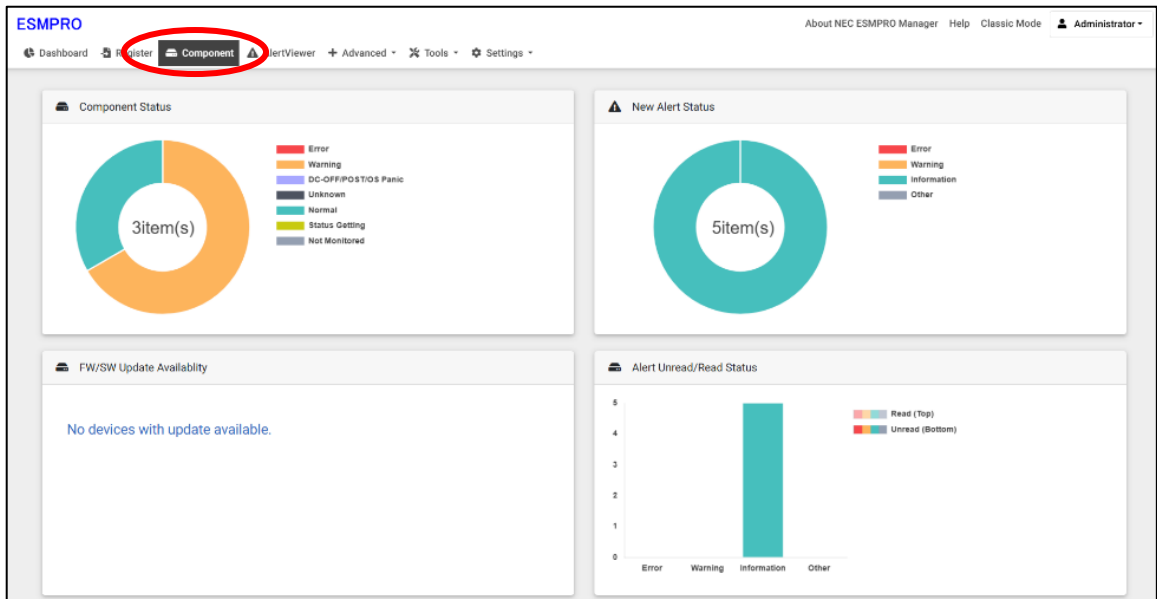 ESMPRO
About NEC ESMPRO Manager Help Classic Mode Administrator
Dashboard Register Component AlertViewer + Advanced Tools Settings
Component Status
Error
Warning
DC-OFF/POST/OS Panic
Unknown
Normal
Status Getting
Not Monitored
3item(s)
New Alert Status
Error
Warning
Information
Other
5item(s)
FW/SW Update Availablity
No devices with update available.
Alert Unread/Read Status
5
4
3
2
1
0
Error Warning Information Other
Read (Top)
Unread (Bottom)